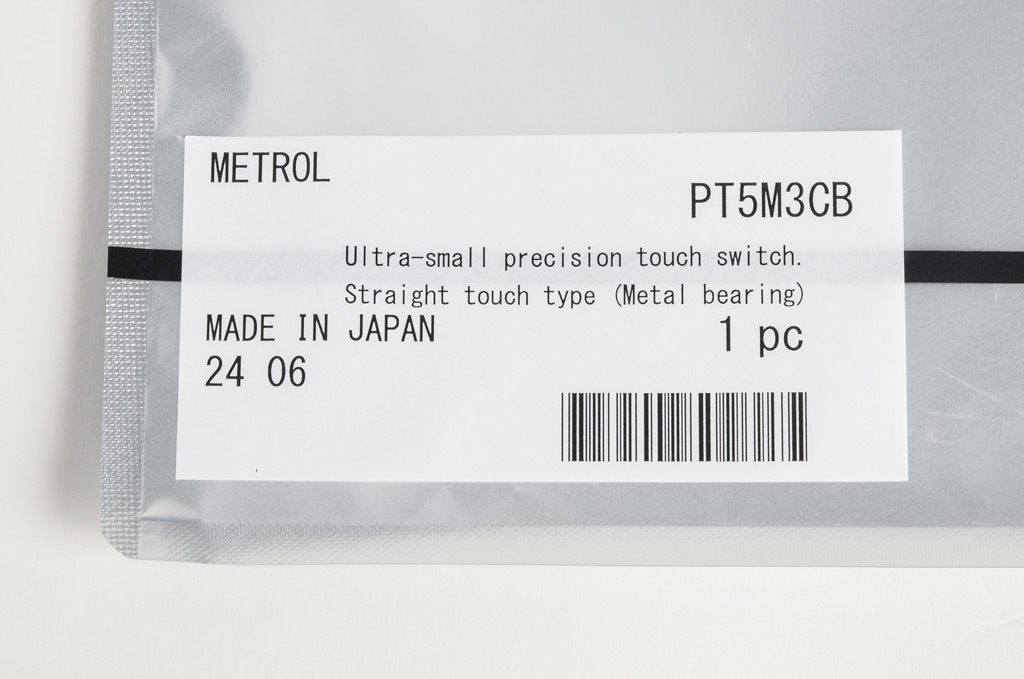 METROL
PT5M3CB
Ultra-small precision touch switch.
Straight touch type (Metal bearing)
MADE IN JAPAN
1 pc
24 06